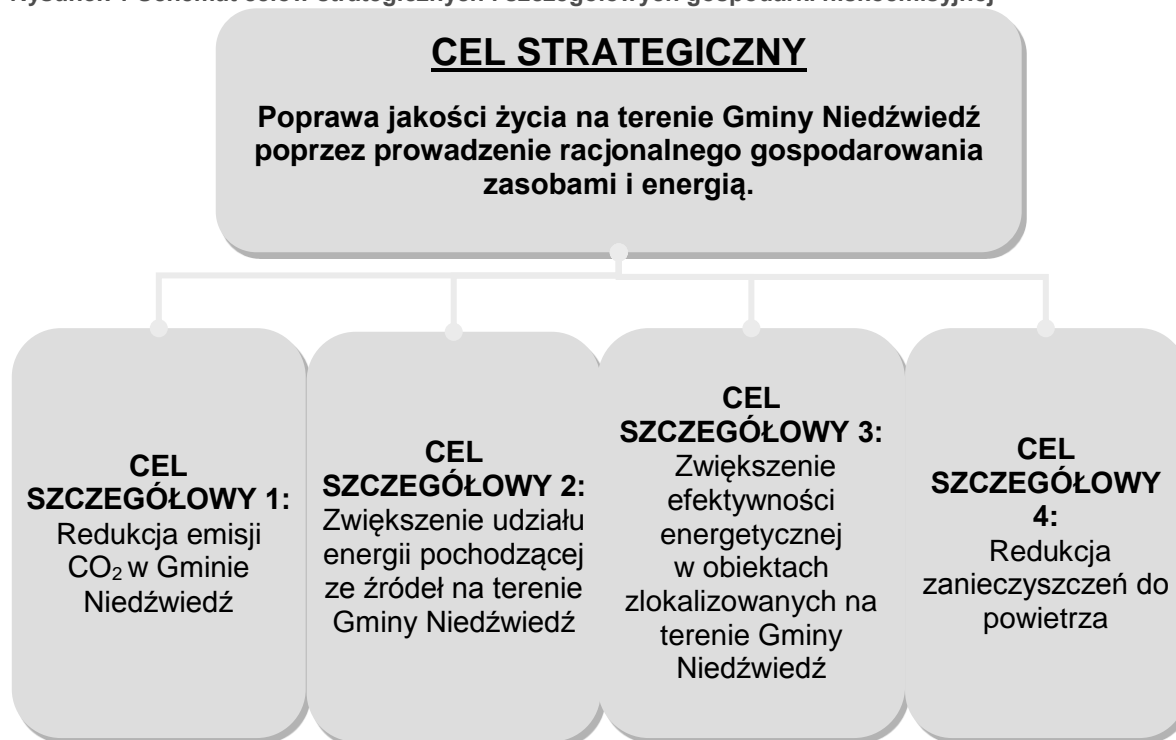 CEL STRATEGICZNY
Poprawa jakości życia na terenie Gminy Niedźwiedź
poprzez prowadzenie racjonalnego gospodarowania
zasobami i energią.
CEL
SZCZEGÓŁOWY 1:
Redukcja emisji
CO₂ w Gminie
Niedźwiedź
CEL
SZCZEGÓŁOWY 2:
Zwiększenie udziału
energii pochodzącej
ze źródeł na terenie
Gminy Niedźwiedź
CEL
SZCZEGÓŁOWY 3:
Zwiększenie
efektywności
energetycznej
w obiektach
zlokalizowanych na
terenie Gminy
Niedźwiedź
CEL
SZCZEGÓŁOWY
4:
Redukcja
zanieczyszczeń do
powietrza